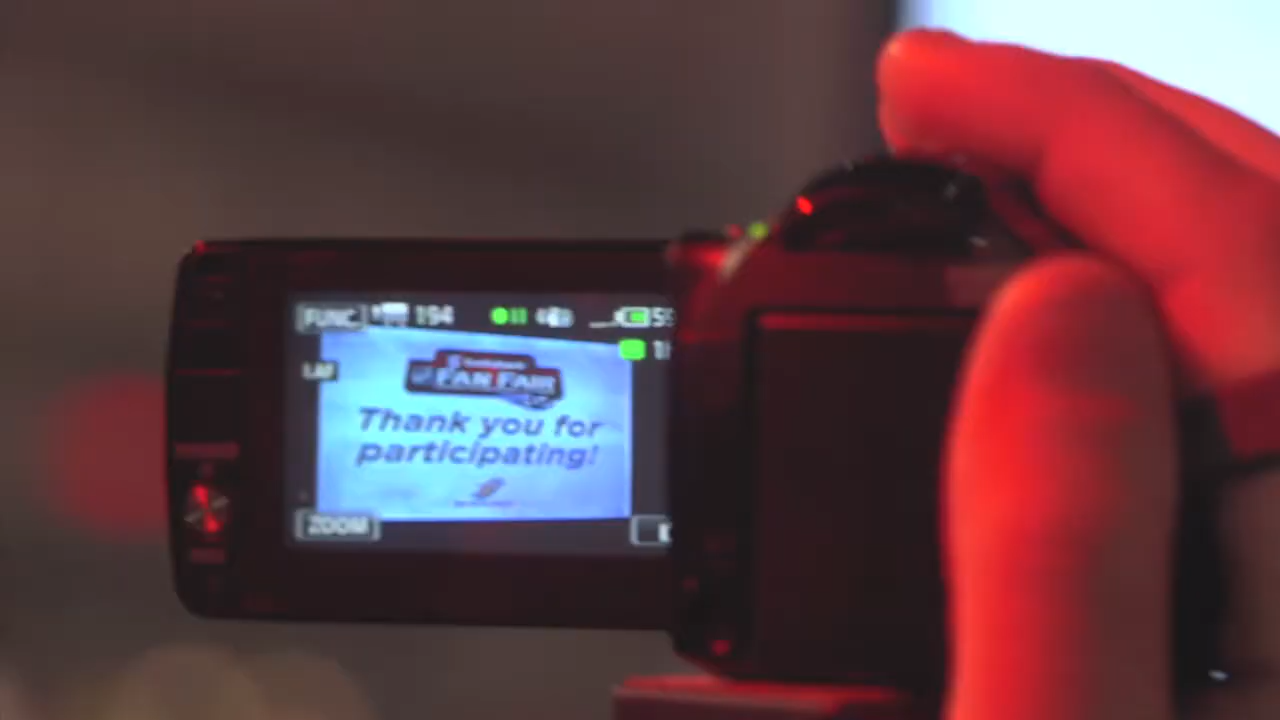 FUNC. 194
FAN FAIR
Thank you for
participating!
ZOOM